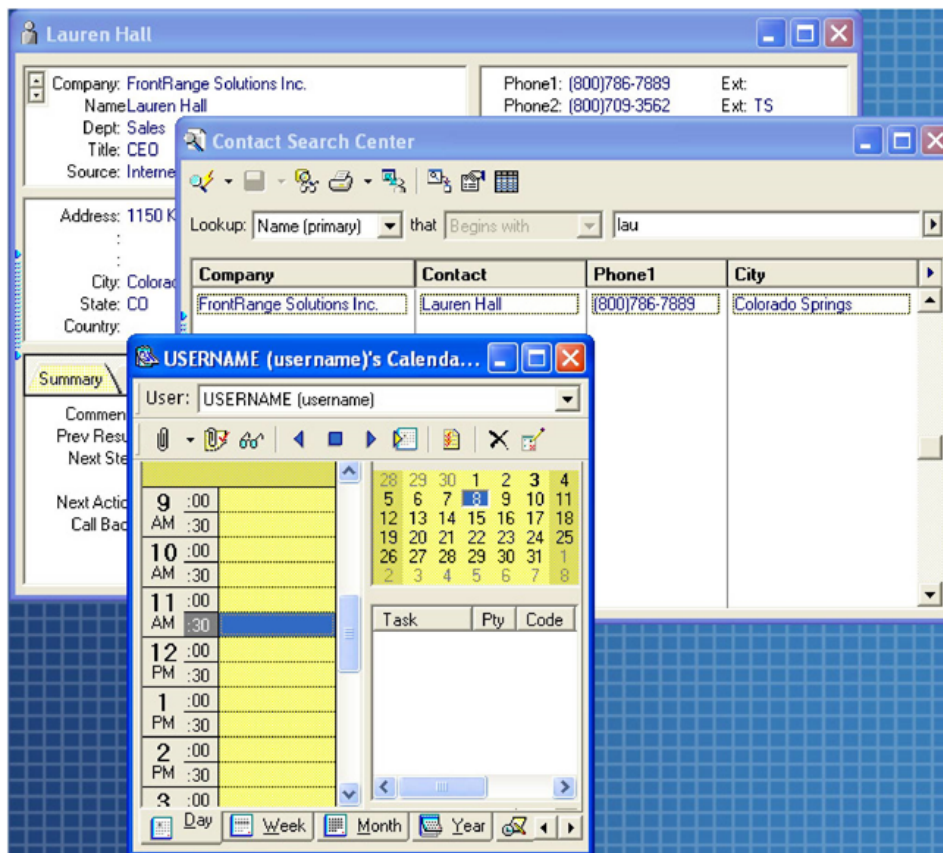 Lauren Hall
Company: FrontRange Solutions Inc.
Phone1: (800)786-7889 Ext:
NameLauren Hall
Phone2: (800)709-3562 Ext: TS
Dept: Sales
Title: CEO
Source: Interne
Address: 1150 K
:
:
City: Colorad
State: CO
Country:
Summary
Commen
Prev Resu
Next Ste
Next Actio
Call Bac
Contact Search Center
Lookup: Name (primary) that Begins with lau
Company Contact Phone1 City
FrontRange Solutions Inc. Lauren Hall (800)786-7889 Colorado Springs
USERNAME (username)'s Calenda...
User: USERNAME (username)
9 :00
AM :30
10 :00
AM :30
11 :00
AM :30
12 :00
PM :30
1 :00
PM :30
2 :00
PM :30
3 :00
28 29 30 1 2 3 4
5 6 7 8 9 10 11
12 13 14 15 16 17 18
19 20 21 22 23 24 25
26 27 28 29 30 31 1
2 3 4 5 6 7 8
Task Pty Code
Day Week Month Year